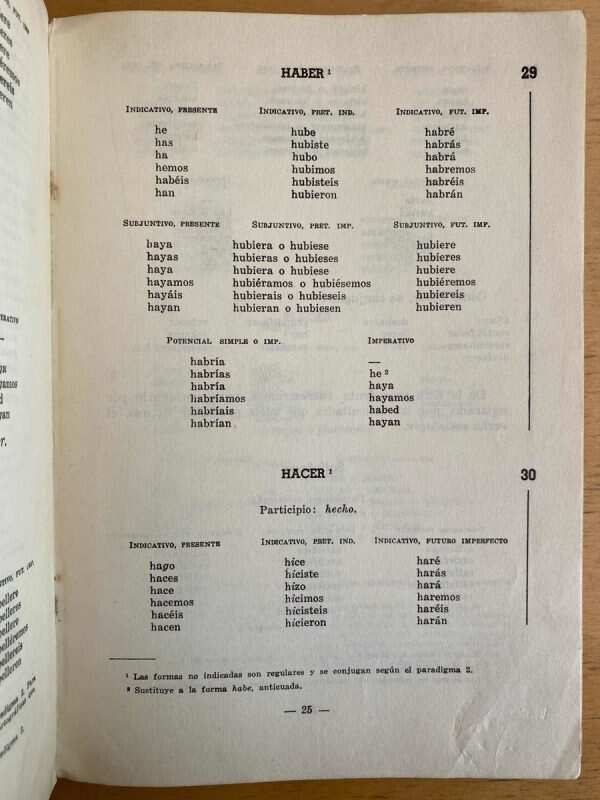 HABER ¹ 29
INDICATIVO, PRESENTE INDICATIVO, PRET. IND. INDICATIVO, FUT. IMP.
he hube habré
has hubiste habrás
ha hubo habrá
hemos hubimos habremos
habéis hubisteis habréis
han hubieron habrán
SUBJUNTIVO, PRESENTE SUBJUNTIVO, PRET. IMP. SUBJUNTIVO, FUT. IMP.
haya hubiera o hubiese hubiere
hayas hubieras o hubieses hubieres
haya hubiera o hubiese hubiere
hayamos hubiéramos o hubiésemos hubiéremos
hayáis hubierais o hubieseis hubiereis
hayan hubieran o hubiesen hubieren
POTENCIAL SIMPLE O IMP. IMPERATIVO
habría —
habrías he ²
habría haya
habríamos hayamos
habríais habed
habrían hayan
HACER ¹ 30
Participio: hecho.
INDICATIVO, PRESENTE INDICATIVO, PRET. IND. INDICATIVO, FUTURO IMPERFECTO
hago hice haré
haces hiciste harás
hace hizo hará
hacemos hicimos haremos
hacéis hicisteis haréis
hacen hicieron harán
¹ Las formas no indicadas son regulares y se conjugan según el paradigma 2.
² Sustituye a la forma habe, anticuada.
— 25 —